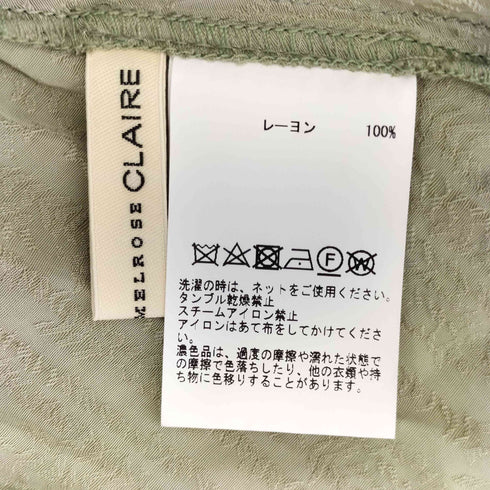 MELROSE CLAIRE
レーヨン 100%
F
W
洗濯の時は、ネットをご使用ください。
タンブル乾燥禁止
スチームアイロン禁止
アイロンはあて布をしてかけてくださ
い。
濃色品は、過度の摩擦や濡れた状態で
の摩擦で色落ちしたり、他の衣類や持
ち物に色移りすることがあります。